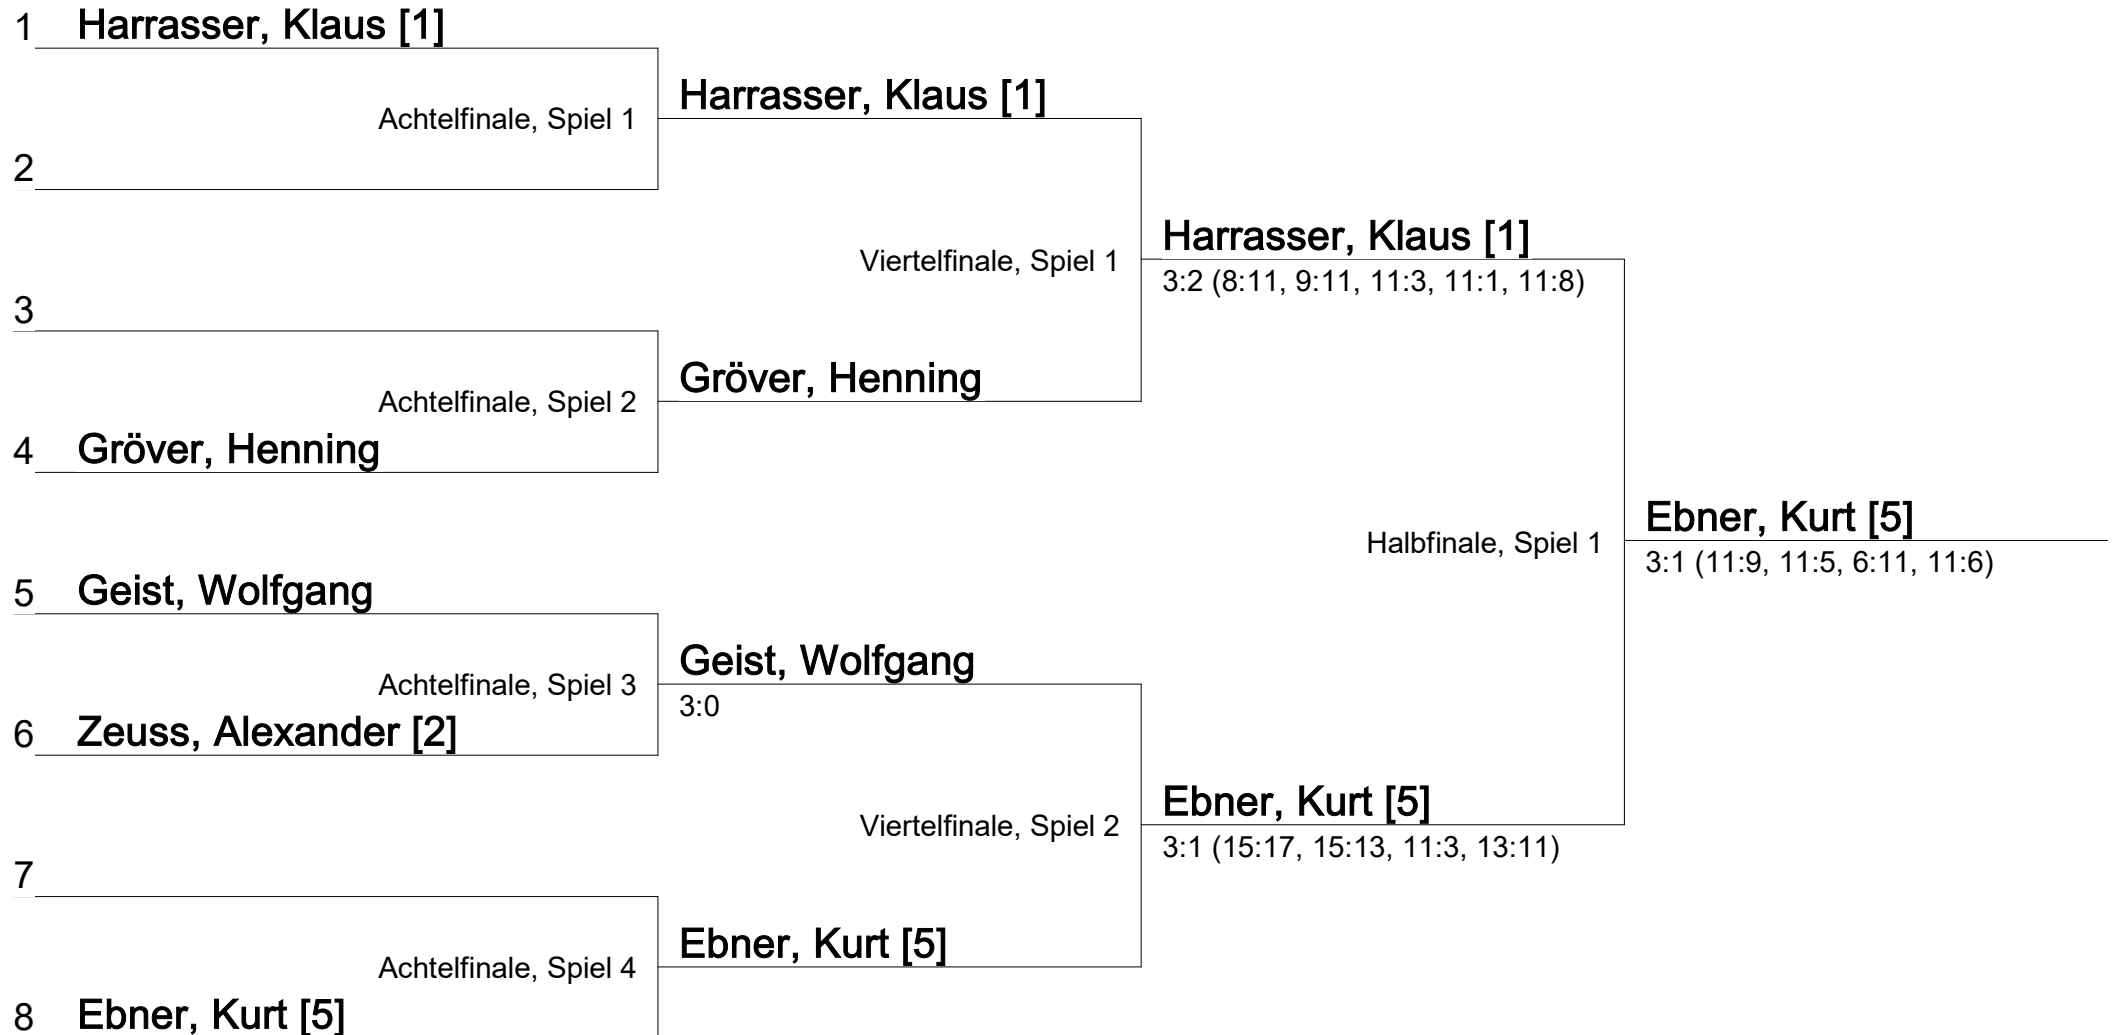 1 Harrasser, Klaus [1]
Harrasser, Klaus [1]
Achtelfinale, Spiel 1
2
Harrasser, Klaus [1]
Viertelfinale, Spiel 1
3:2 (8:11, 9:11, 11:3, 11:1, 11:8)
3
Gröver, Henning
Achtelfinale, Spiel 2
4 Gröver, Henning
Ebner, Kurt [5]
Halbfinale, Spiel 1
3:1 (11:9, 11:5, 6:11, 11:6)
5 Geist, Wolfgang
Geist, Wolfgang
Achtelfinale, Spiel 3
3:0
6 Zeuss, Alexander [2]
Ebner, Kurt [5]
Viertelfinale, Spiel 2
3:1 (15:17, 15:13, 11:3, 13:11)
7
Ebner, Kurt [5]
Achtelfinale, Spiel 4
8 Ebner, Kurt [5]